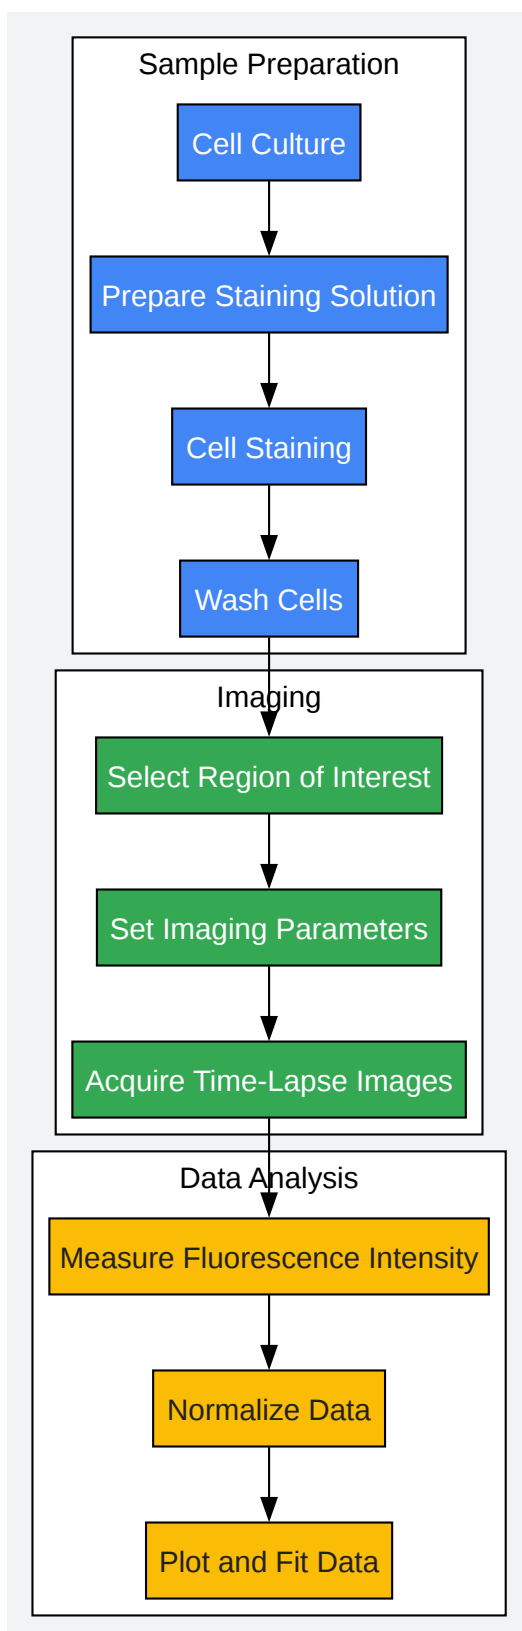 Sample Preparation
Cell Culture
Prepare Staining Solution
Cell Staining
Wash Cells
Imaging
Select Region of Interest
Set Imaging Parameters
Acquire Time-Lapse Images
Data Analysis
Measure Fluorescence Intensity
Normalize Data
Plot and Fit Data